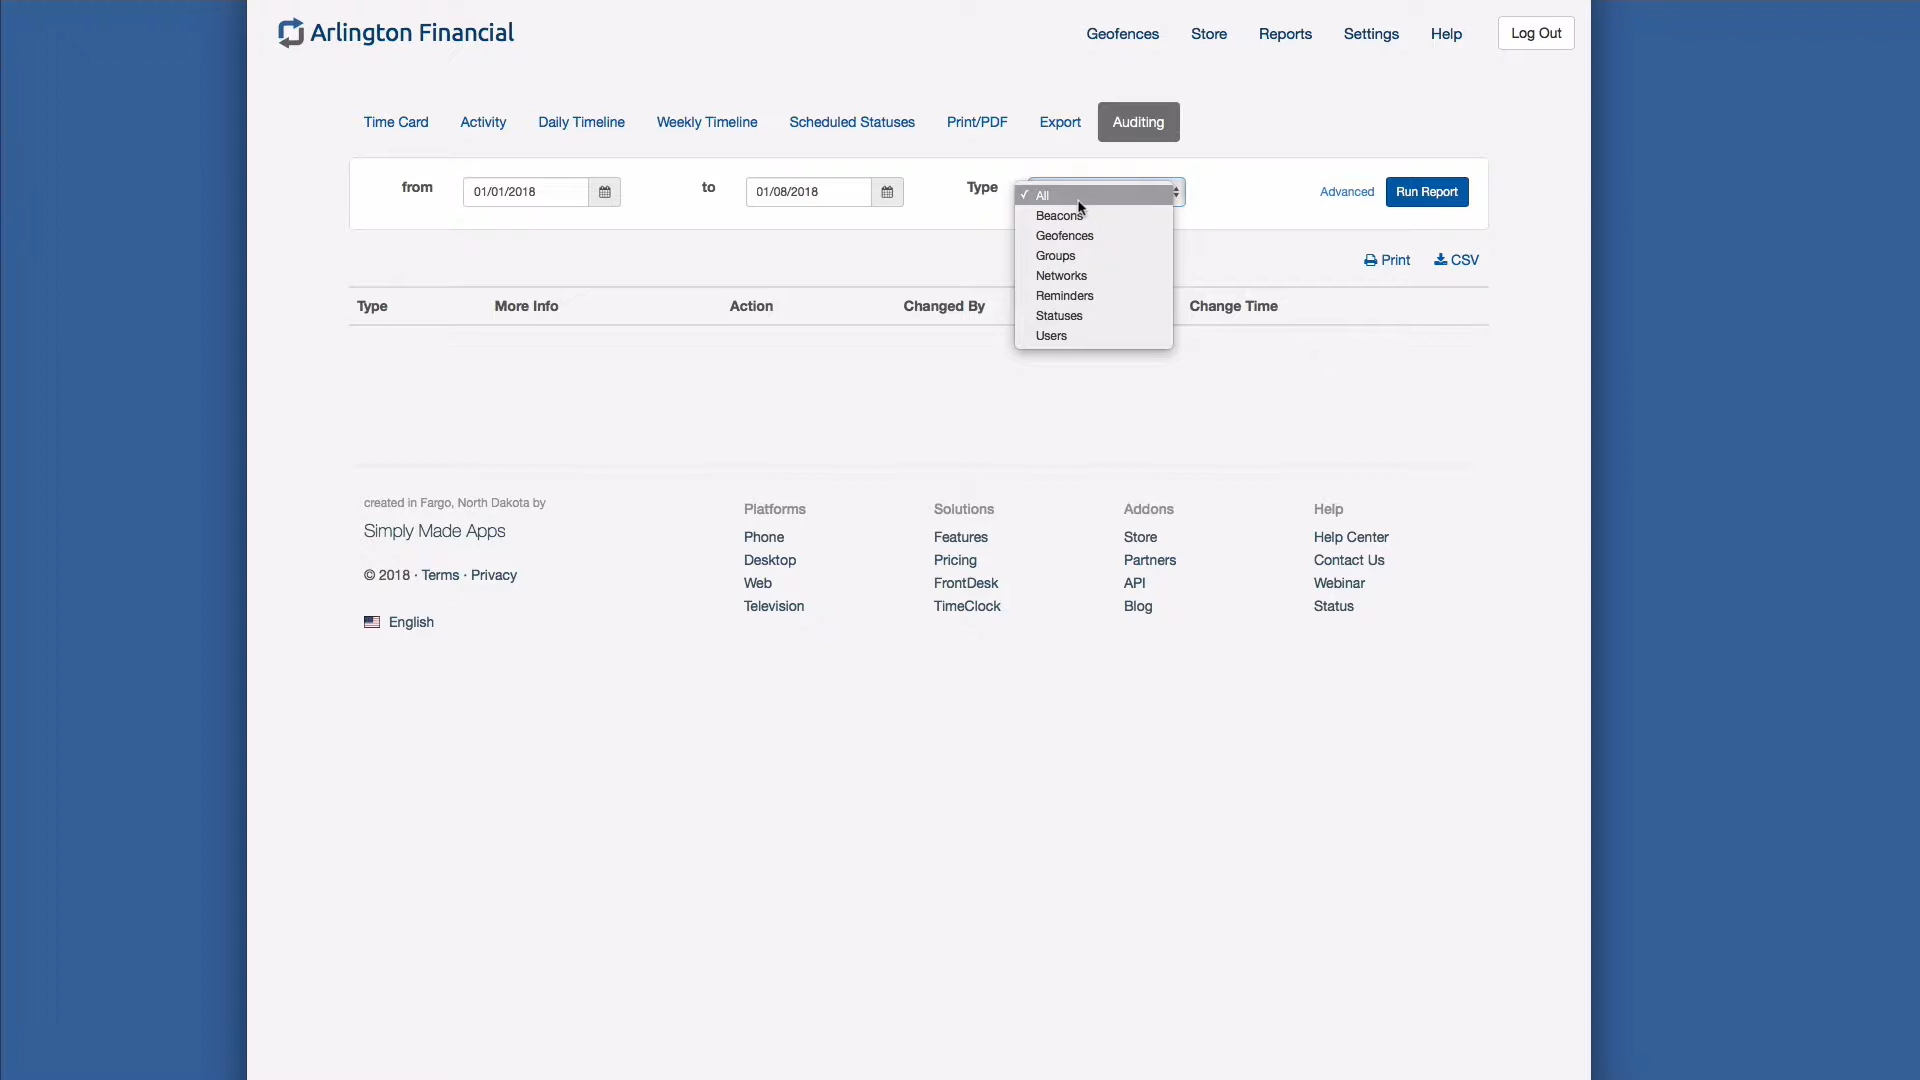 Arlington Financial
Geofences Store Reports Settings Help Log Out
Time Card Activity Daily Timeline Weekly Timeline Scheduled Statuses Print/PDF Export Auditing
from 01/01/2018 to 01/08/2018 Type Advanced Run Report
✓ All
Beacons
Geofences
Groups
Networks
Reminders
Statuses
Users
Print CSV
Type More Info Action Changed By Change Time
created in Fargo, North Dakota by
Simply Made Apps
© 2018 · Terms · Privacy
English
Platforms
Phone
Desktop
Web
Television
Solutions
Features
Pricing
FrontDesk
TimeClock
Addons
Store
Partners
API
Blog
Help
Help Center
Contact Us
Webinar
Status